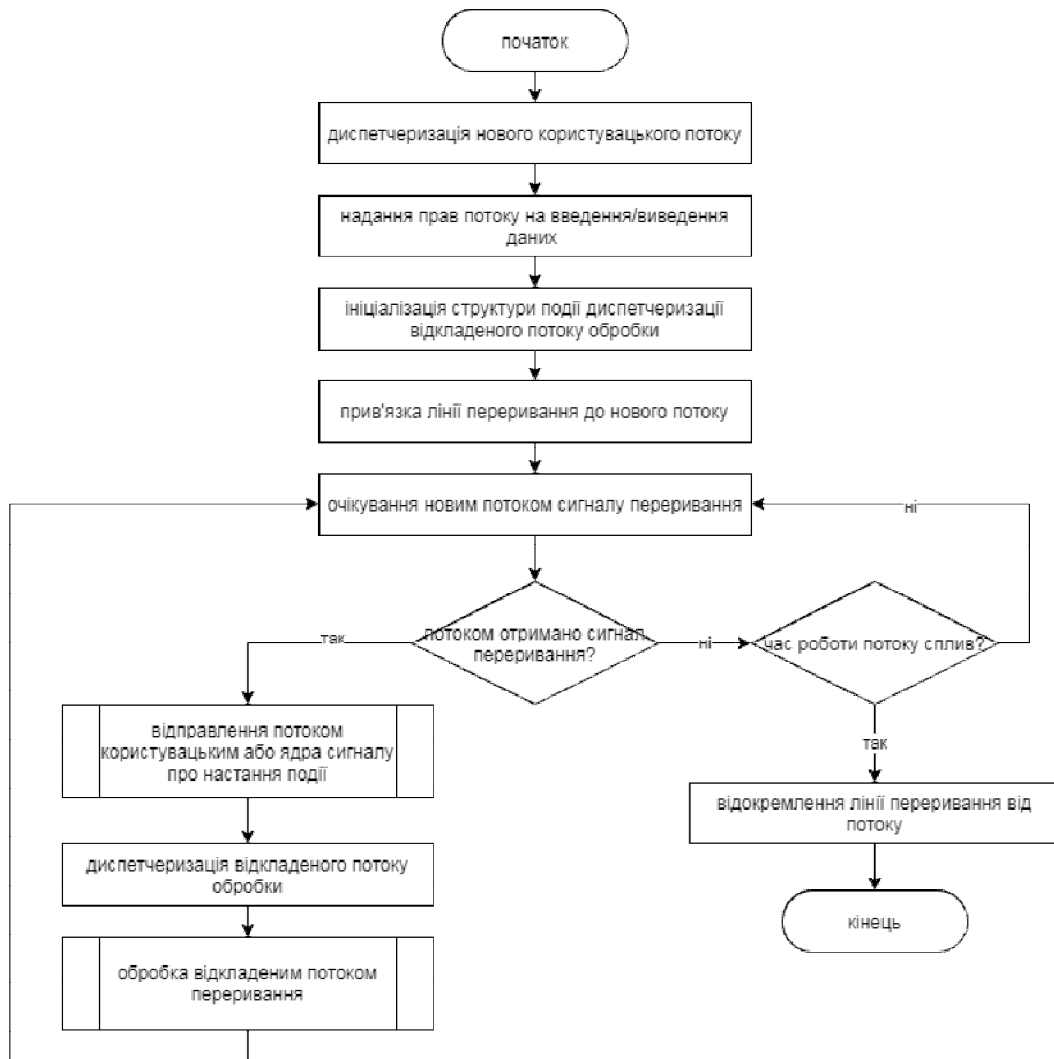 початок
диспетчеризація нового користувацького потоку
надання прав потоку на введення/виведення
даних
ініціалізація структури події диспетчеризації
відкладеного потоку обробки
прив'язка лінії переривання до нового потоку
очікування новим потоком сигналу переривання
ні
так
потоком отримано сигнал
переривання?
ні
час роботи потоку сплив?
відправлення потоком
користувацьким або ядра сигналу
про настання події
так
відокремлення лінії переривання від
потоку
диспетчеризація відкладеного потоку
обробки
кінець
обробка відкладеним потоком
переривання